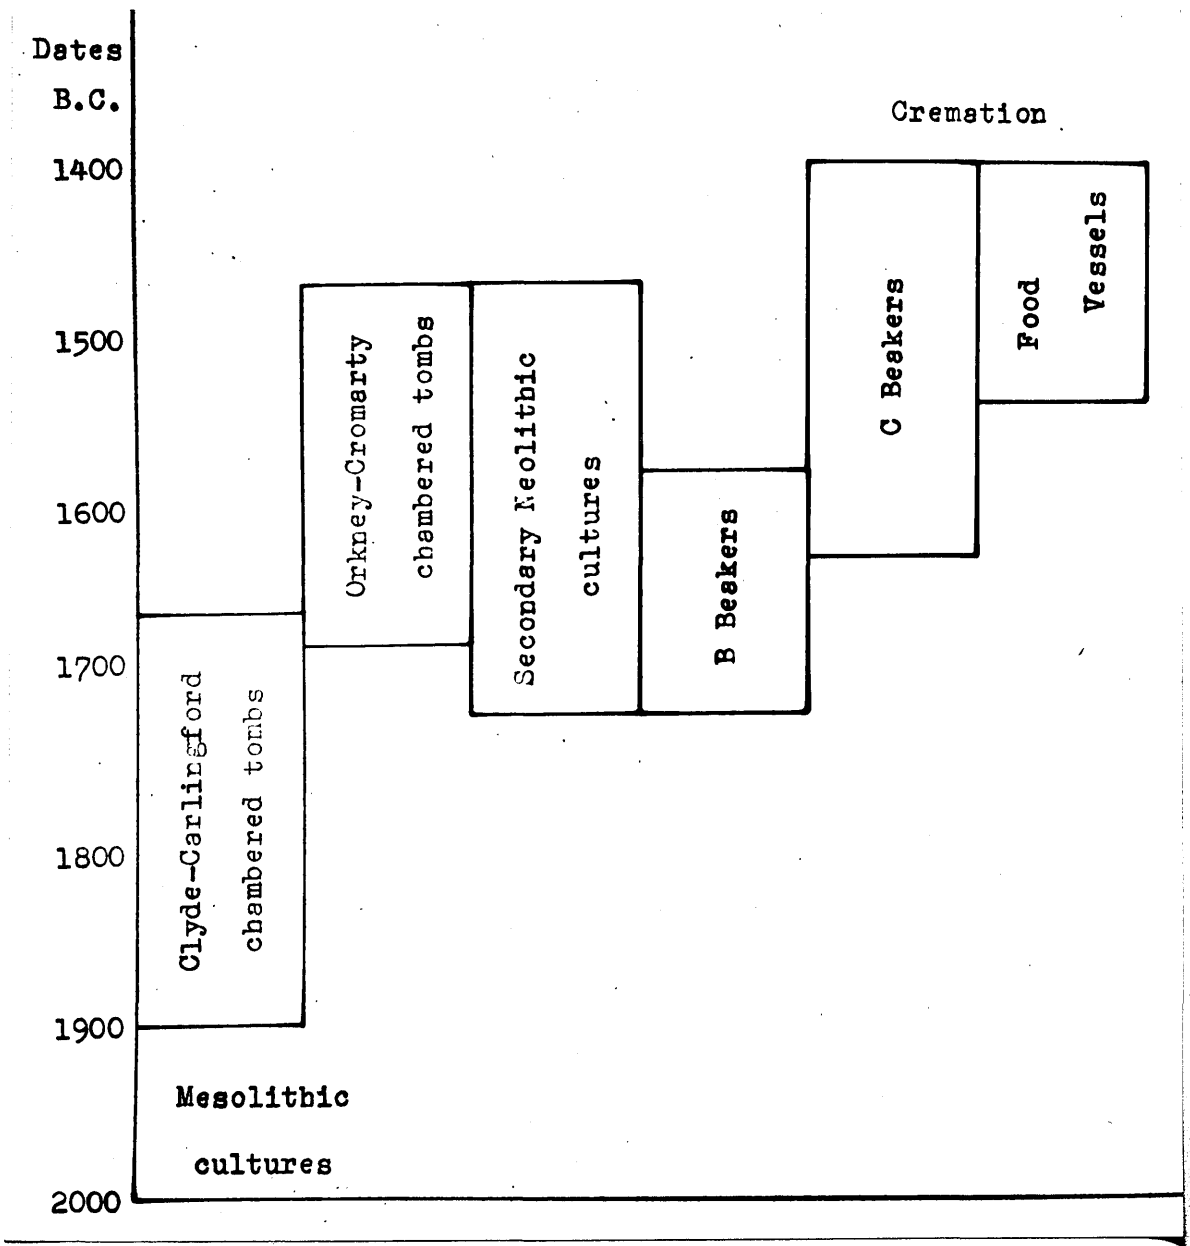 Dates
B.C.
Cremation
1400
1500
1600
1700
1800
1900
2000
Clyde-Carlingford
chambered tombs
Orkney-Cromarty
chambered tombs
Secondary Neolithic
cultures
B Beakers
C Beakers
Food
Vessels
Mesolithic
cultures